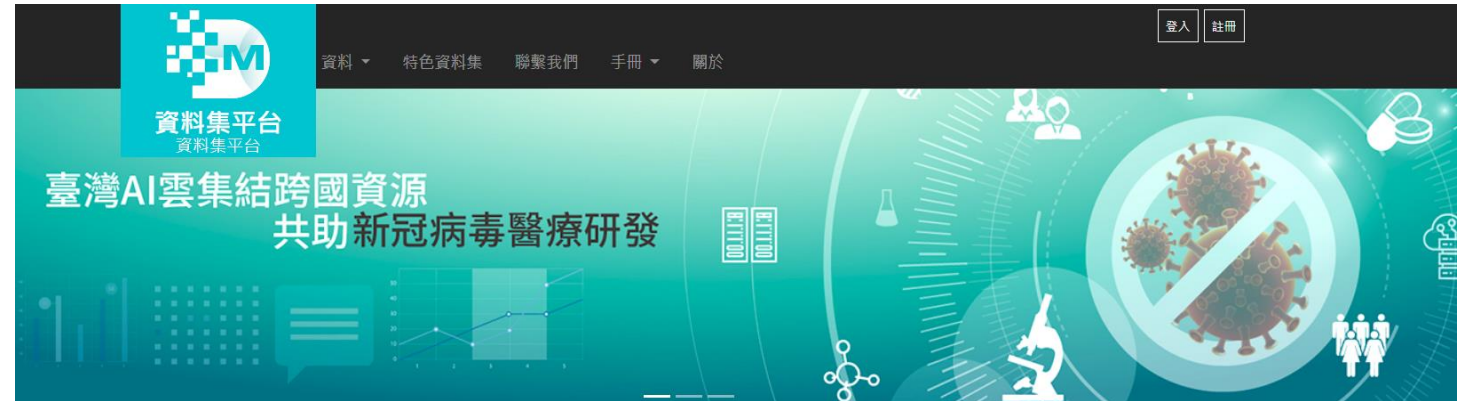 登入 註冊
M
資料 特色資料集 聯繫我們 手冊 關於
資料集平台
資料集平台
臺灣AI雲集結跨國資源
共助新冠病毒醫療研發